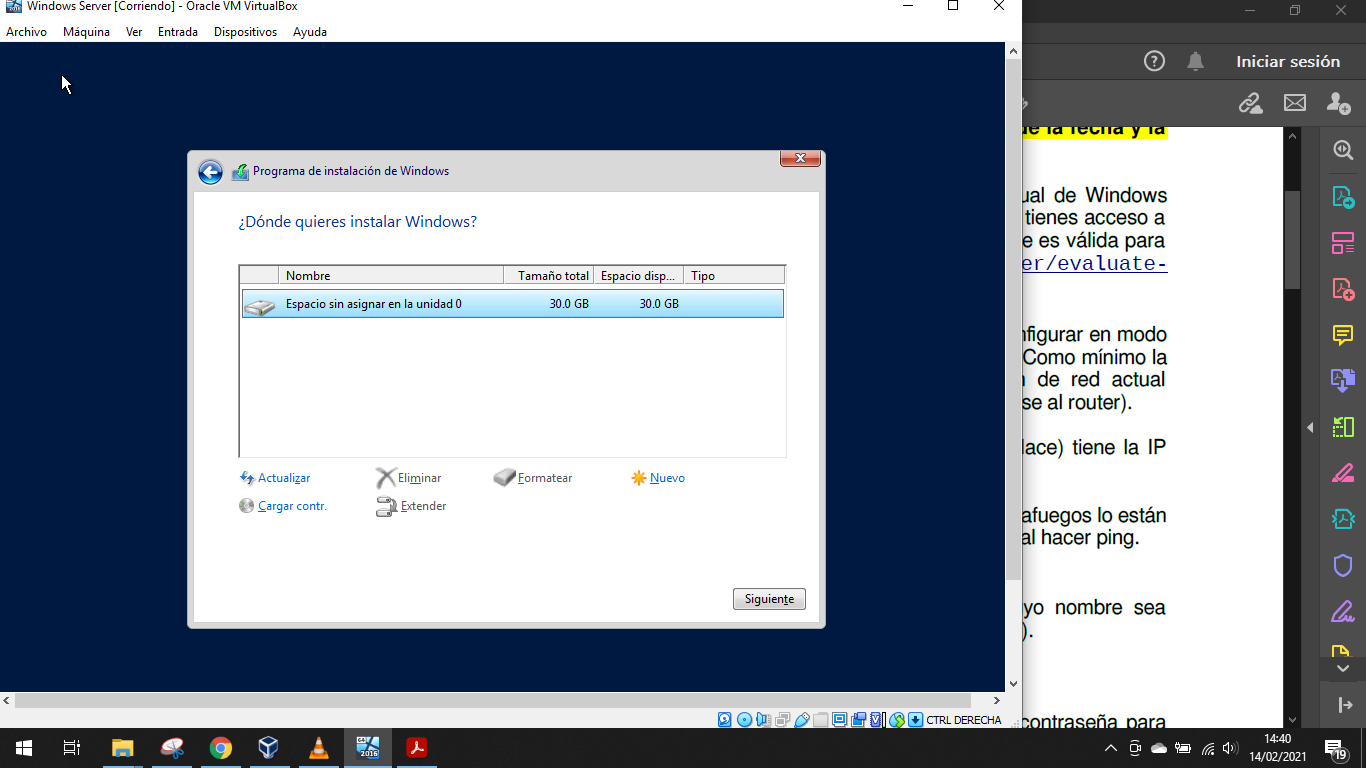 Windows Server [Corriendo] - Oracle VM VirtualBox
Archivo Máquina Ver Entrada Dispositivos Ayuda
Programa de instalación de Windows
¿Dónde quieres instalar Windows?
Nombre Tamaño total Espacio disp... Tipo
Espacio sin asignar en la unidad 0 30.0 GB 30.0 GB
Actualizar Eliminar Formatear Nuevo
Cargar contr. Extender
Siguiente
CTRL DERECHA
Iniciar sesión
de la fecha y la
ual de Windows
tienes acceso a
e es válida para
er/evaluate-
nfigurar en modo
Como mínimo la
n de red actual
se al router).
lace) tiene la IP
afuegos lo están
al hacer ping.
yo nombre sea
).
contraseña para
2016
14:40
14/02/2021
19